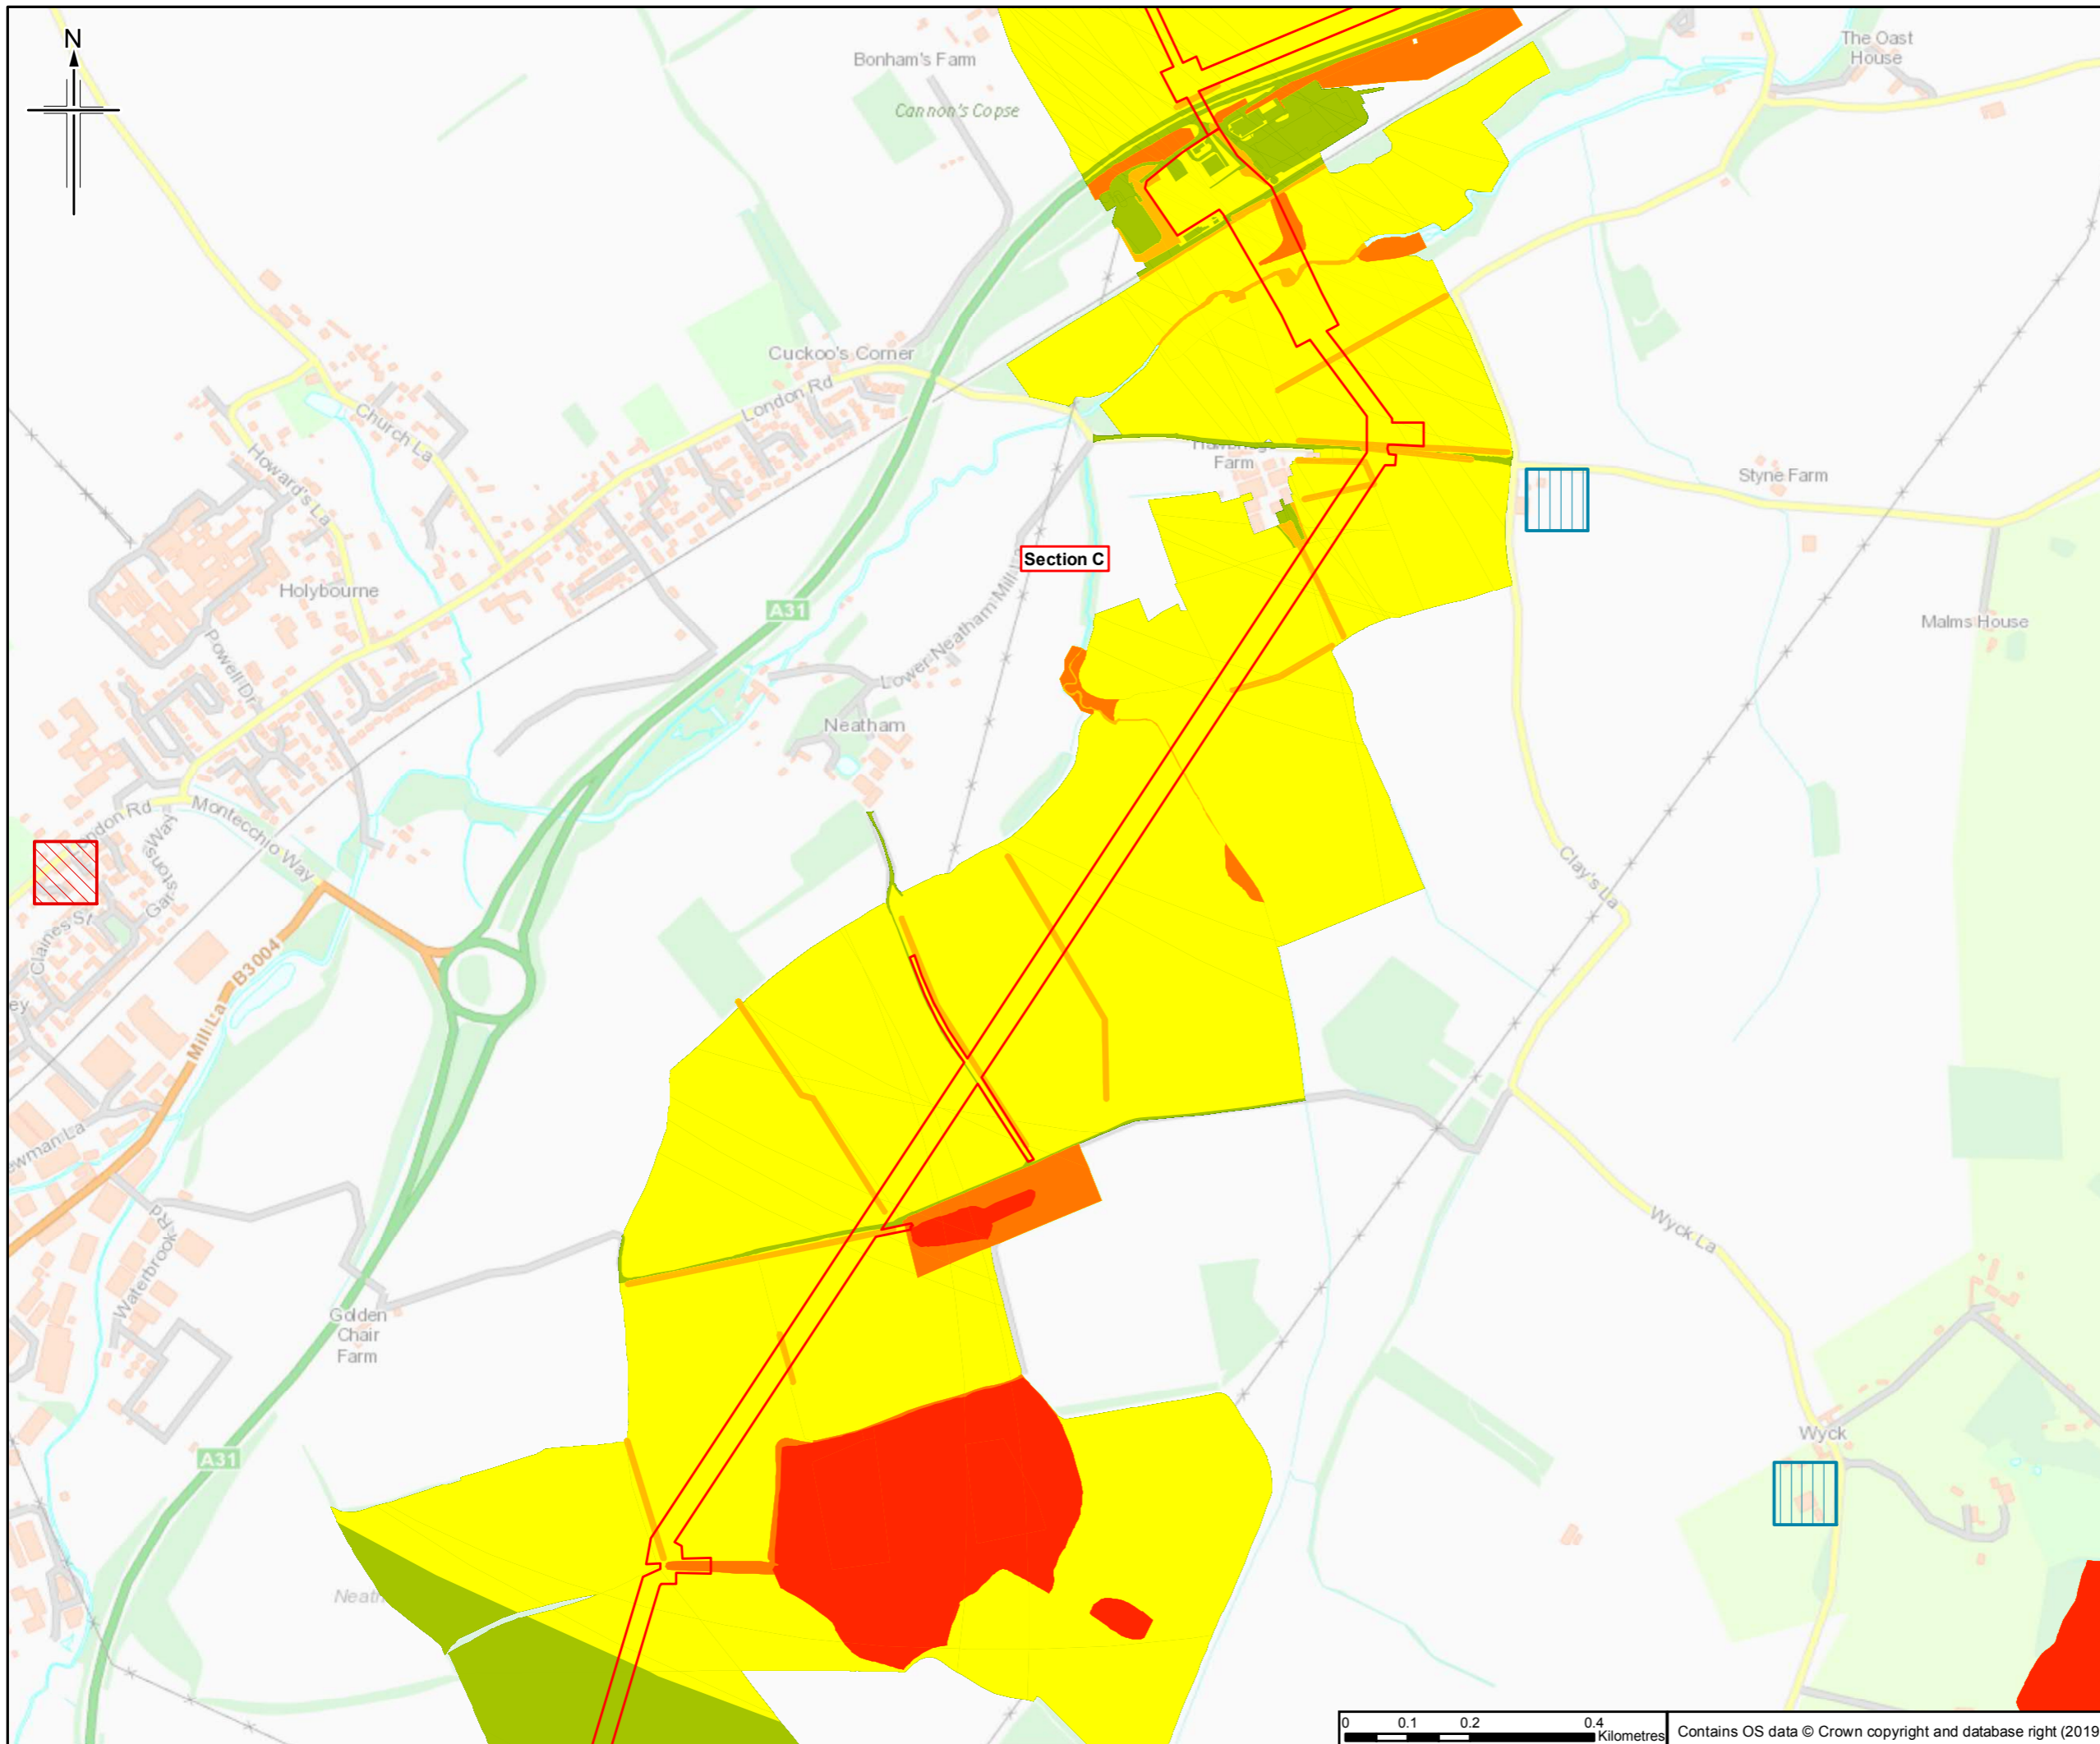 N
Bonham's Farm
Cannon's Copse
The Oast
House
Cuckoo's Corner
London Rd
Church La
Howard's La
Farm
Styne Farm
Section C
Holybourne
A31
Malms House
Powell Dr
Lower Neatham Mill
Neatham
Montecchio Way
Way
Clay's La
Claines St
B3004
Mill La
Wyck La
Waterbrook
Rd
Golden
Chair
Farm
A31
Wyck
0 0.1 0.2 0.4
Kilometres
Contains OS data © Crown copyright and database right (2019